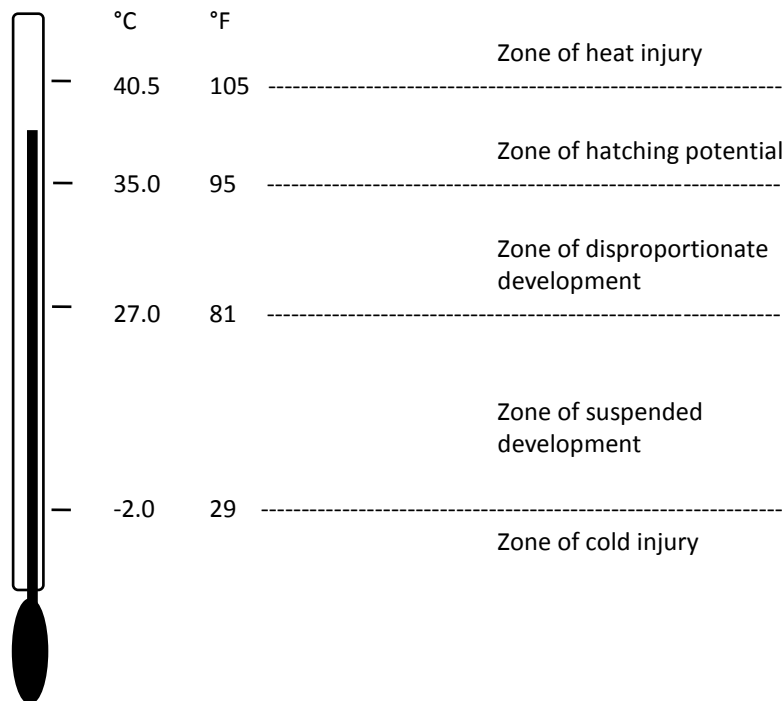 °C °F
Zone of heat injury
40.5 105 ------------------------------------------------------------
Zone of hatching potential
35.0 95 ------------------------------------------------------------
Zone of disproportionate
development
27.0 81 ------------------------------------------------------------
Zone of suspended
development
-2.0 29 ------------------------------------------------------------
Zone of cold injury